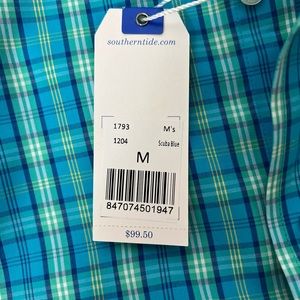 southerntide.com
1793 M's
1204 Scuba Blue
M
847074501947
$99.50